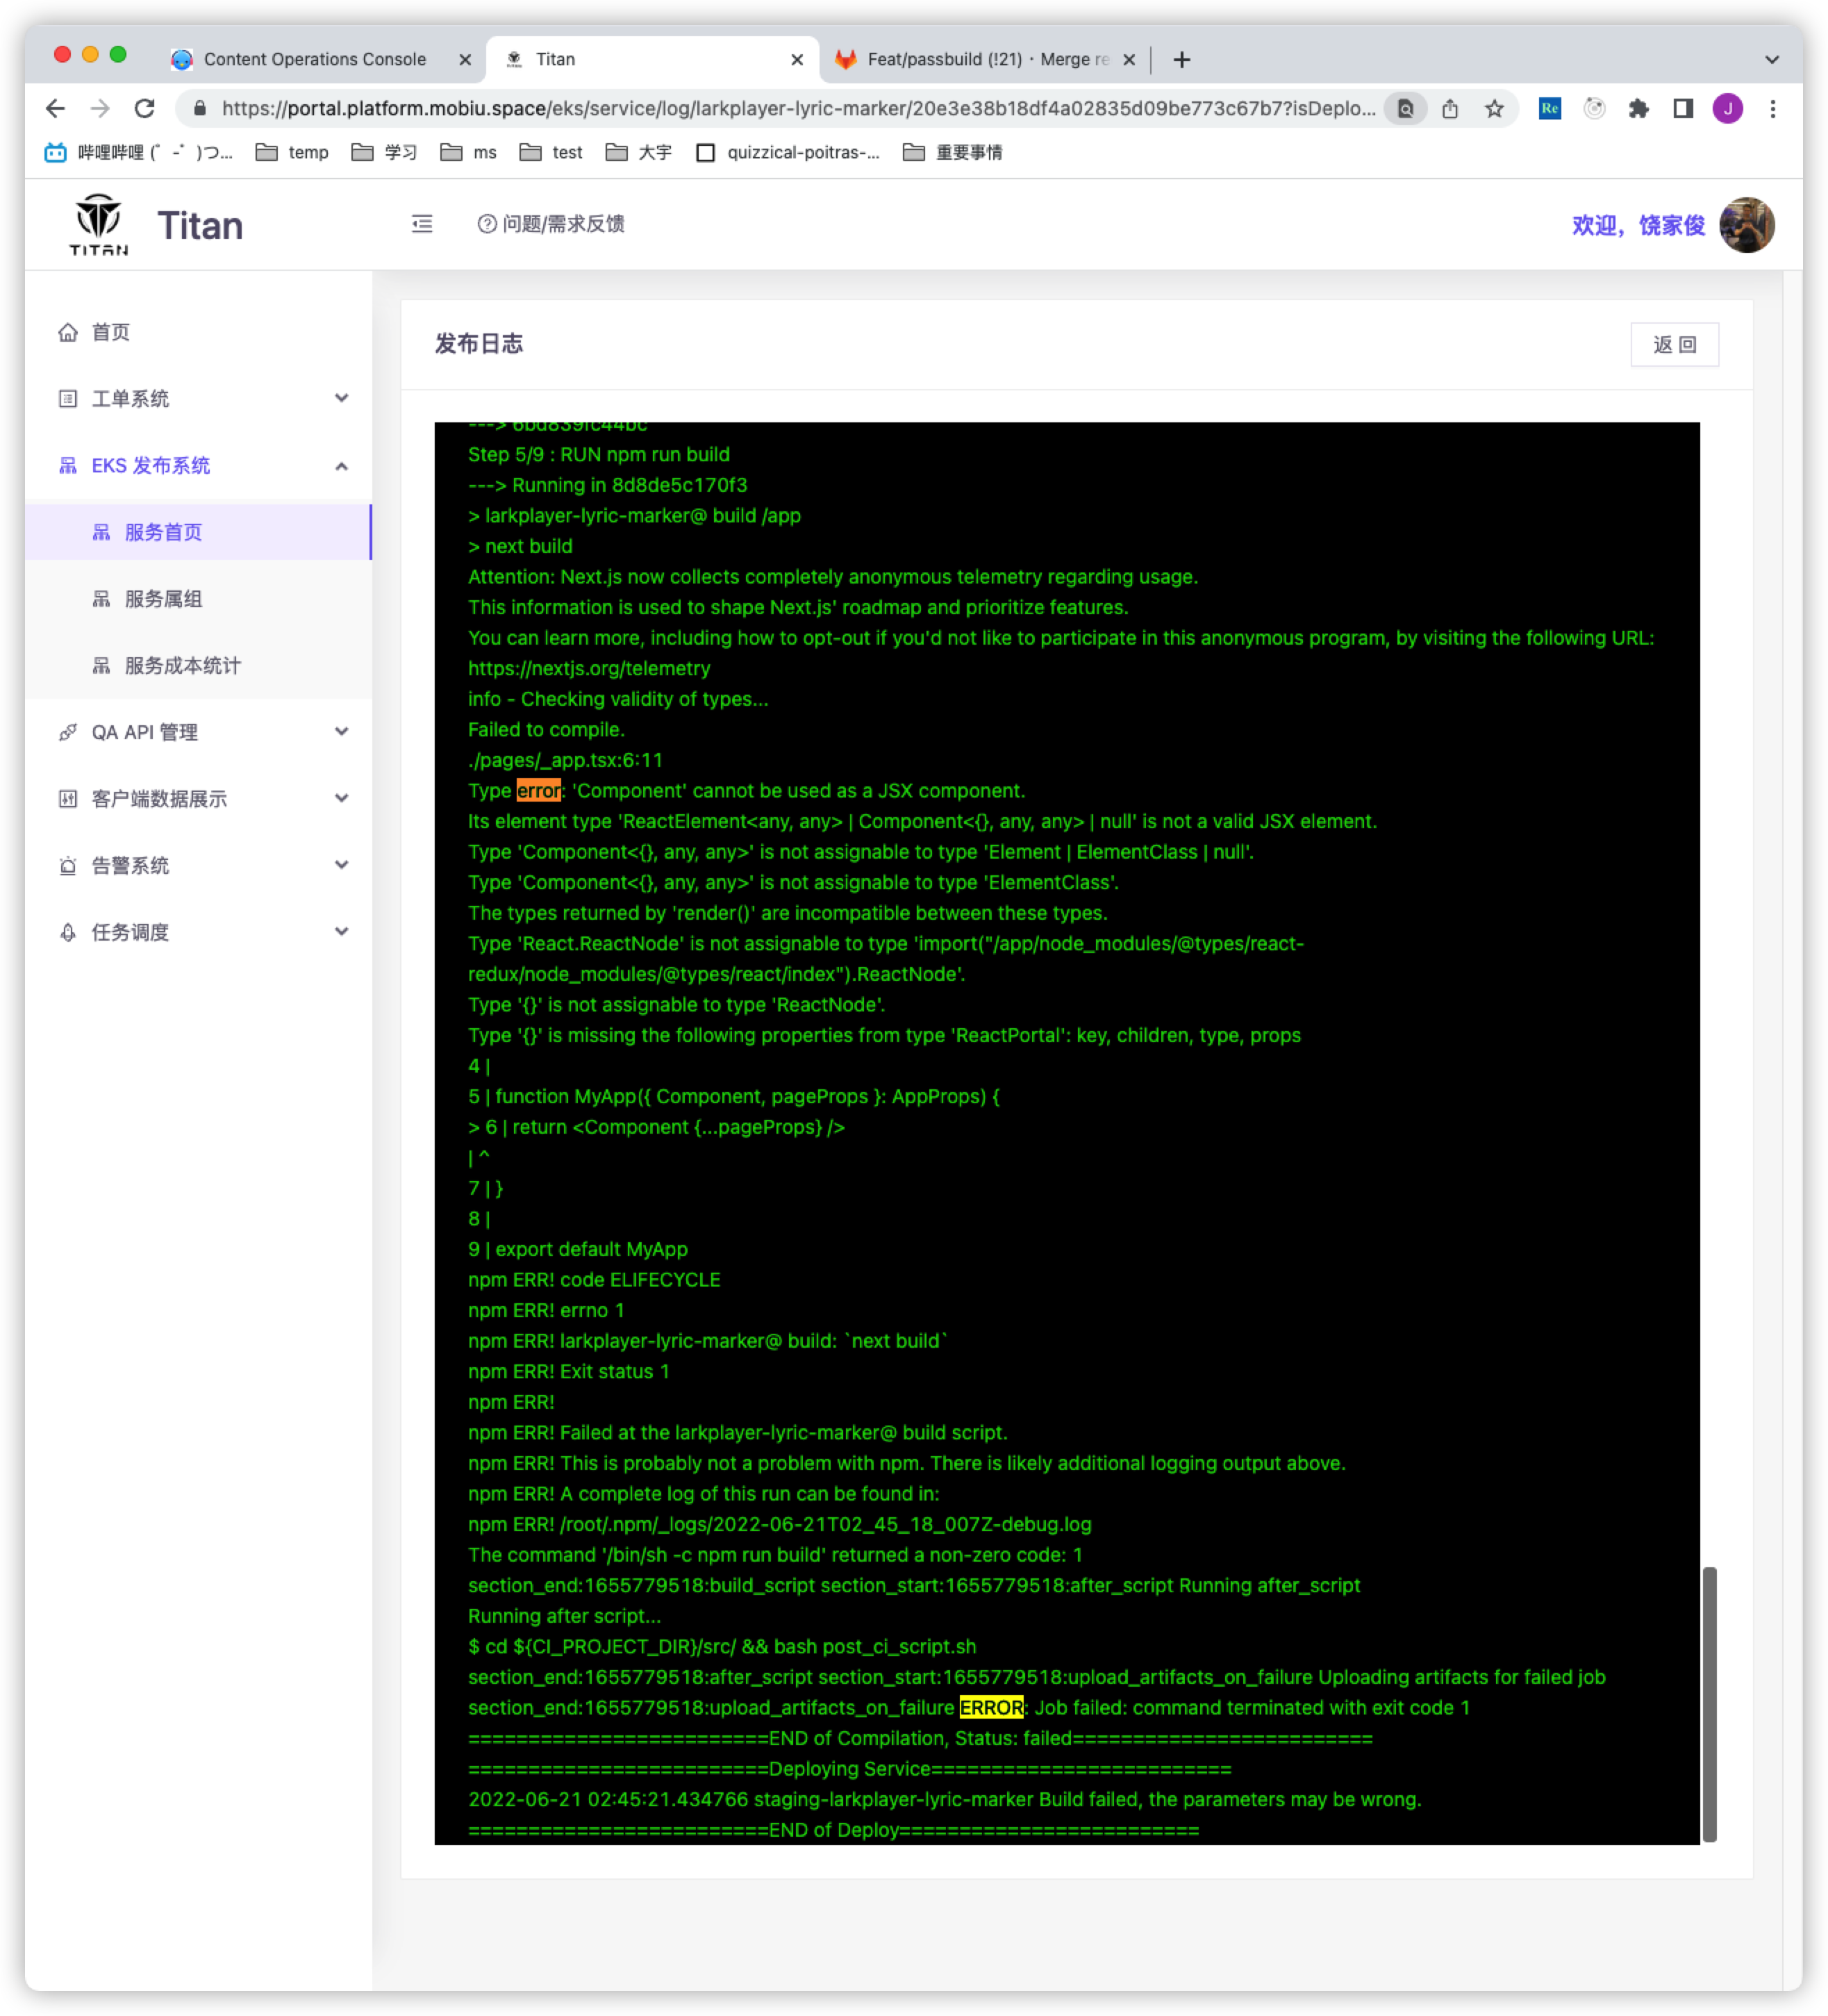 Content Operations Console
Titan
Feat/passbuild (!21) · Merge re
https://portal.platform.mobiu.space/eks/service/log/larkplayer-lyric-marker/20e3e38b18df4a02835d09be773c67b7?isDeplo...
Re
J
哔哩哔哩 (゜-゜)つ...
temp
学习
ms
test
大宇
quizzical-poitras-...
重要事情
TITAN
Titan
问题/需求反馈
欢迎，饶家俊
首页
工单系统
EKS 发布系统
服务首页
服务属组
服务成本统计
QA API 管理
客户端数据展示
告警系统
任务调度
发布日志
返 回
---> 6bd839fc44bc
Step 5/9 : RUN npm run build
---> Running in 8d8de5c170f3
> larkplayer-lyric-marker@ build /app
> next build
Attention: Next.js now collects completely anonymous telemetry regarding usage.
This information is used to shape Next.js' roadmap and prioritize features.
You can learn more, including how to opt-out if you'd not like to participate in this anonymous program, by visiting the following URL:
https://nextjs.org/telemetry
info - Checking validity of types...
Failed to compile.
./pages/_app.tsx:6:11
Type error: 'Component' cannot be used as a JSX component.
Its element type 'ReactElement<any, any> | Component<{}, any, any> | null' is not a valid JSX element.
Type 'Component<{}, any, any>' is not assignable to type 'Element | ElementClass | null'.
Type 'Component<{}, any, any>' is not assignable to type 'ElementClass'.
The types returned by 'render()' are incompatible between these types.
Type 'React.ReactNode' is not assignable to type 'import("/app/node_modules/@types/react-
redux/node_modules/@types/react/index").ReactNode'.
Type '{}' is not assignable to type 'ReactNode'.
Type '{}' is missing the following properties from type 'ReactPortal': key, children, type, props
4 |
5 | function MyApp({ Component, pageProps }: AppProps) {
> 6 | return <Component {...pageProps} />
| ^
7 | }
8 |
9 | export default MyApp
npm ERR! code ELIFECYCLE
npm ERR! errno 1
npm ERR! larkplayer-lyric-marker@ build: `next build`
npm ERR! Exit status 1
npm ERR!
npm ERR! Failed at the larkplayer-lyric-marker@ build script.
npm ERR! This is probably not a problem with npm. There is likely additional logging output above.
npm ERR! A complete log of this run can be found in:
npm ERR! /root/.npm/_logs/2022-06-21T02_45_18_007Z-debug.log
The command '/bin/sh -c npm run build' returned a non-zero code: 1
section_end:1655779518:build_script section_start:1655779518:after_script Running after_script
Running after script...
$ cd ${CI_PROJECT_DIR}/src/ && bash post_ci_script.sh
section_end:1655779518:after_script section_start:1655779518:upload_artifacts_on_failure Uploading artifacts for failed job
section_end:1655779518:upload_artifacts_on_failure ERROR: Job failed: command terminated with exit code 1
=========================END of Compilation, Status: failed=========================
=========================Deploying Service=========================
2022-06-21 02:45:21.434766 staging-larkplayer-lyric-marker Build failed, the parameters may be wrong.
=========================END of Deploy=========================